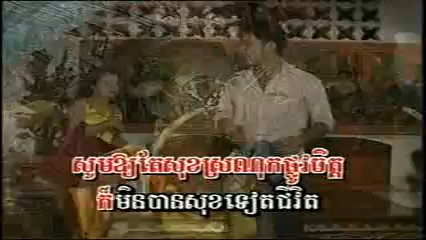 សូមឱ្យតែសុខស្រណុកផ្លូវចិត្ត
ក៏មិនបានសុខទៀតជីវិត